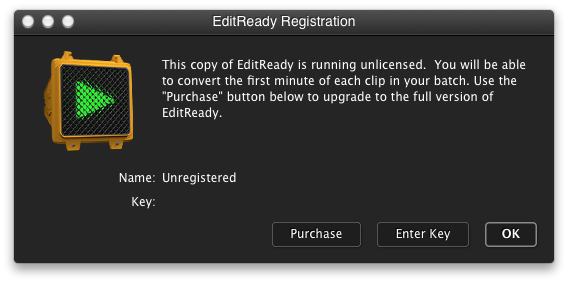 EditReady Registration
This copy of EditReady is running unlicensed.  You will be able
to convert the first minute of each clip in your batch. Use the
"Purchase" button below to upgrade to the full version of
EditReady.
Name: Unregistered
Key:
Purchase Enter Key OK